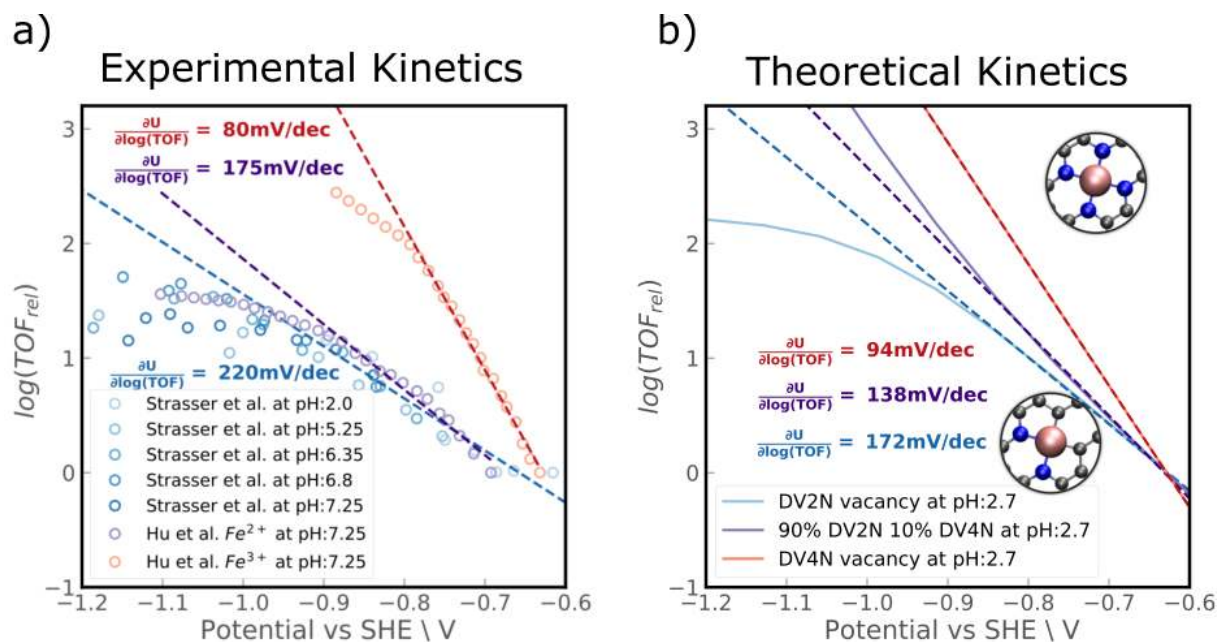 a)
Experimental Kinetics
∂U/∂log(TOF) = 80mV/dec
∂U/∂log(TOF) = 175mV/dec
∂U/∂log(TOF) = 220mV/dec
Strasser et al. at pH:2.0
Strasser et al. at pH:5.25
Strasser et al. at pH:6.35
Strasser et al. at pH:6.8
Strasser et al. at pH:7.25
Hu et al. Fe²⁺ at pH:7.25
Hu et al. Fe³⁺ at pH:7.25
log(TOF_rel)
3
2
1
0
−1
−1.2 −1.1 −1.0 −0.9 −0.8 −0.7 −0.6
Potential vs SHE \ V
b)
Theoretical Kinetics
∂U/∂log(TOF) = 94mV/dec
∂U/∂log(TOF) = 138mV/dec
∂U/∂log(TOF) = 172mV/dec
DV2N vacancy at pH:2.7
90% DV2N 10% DV4N at pH:2.7
DV4N vacancy at pH:2.7
log(TOF_rel)
3
2
1
0
−1
−1.2 −1.1 −1.0 −0.9 −0.8 −0.7 −0.6
Potential vs SHE \ V